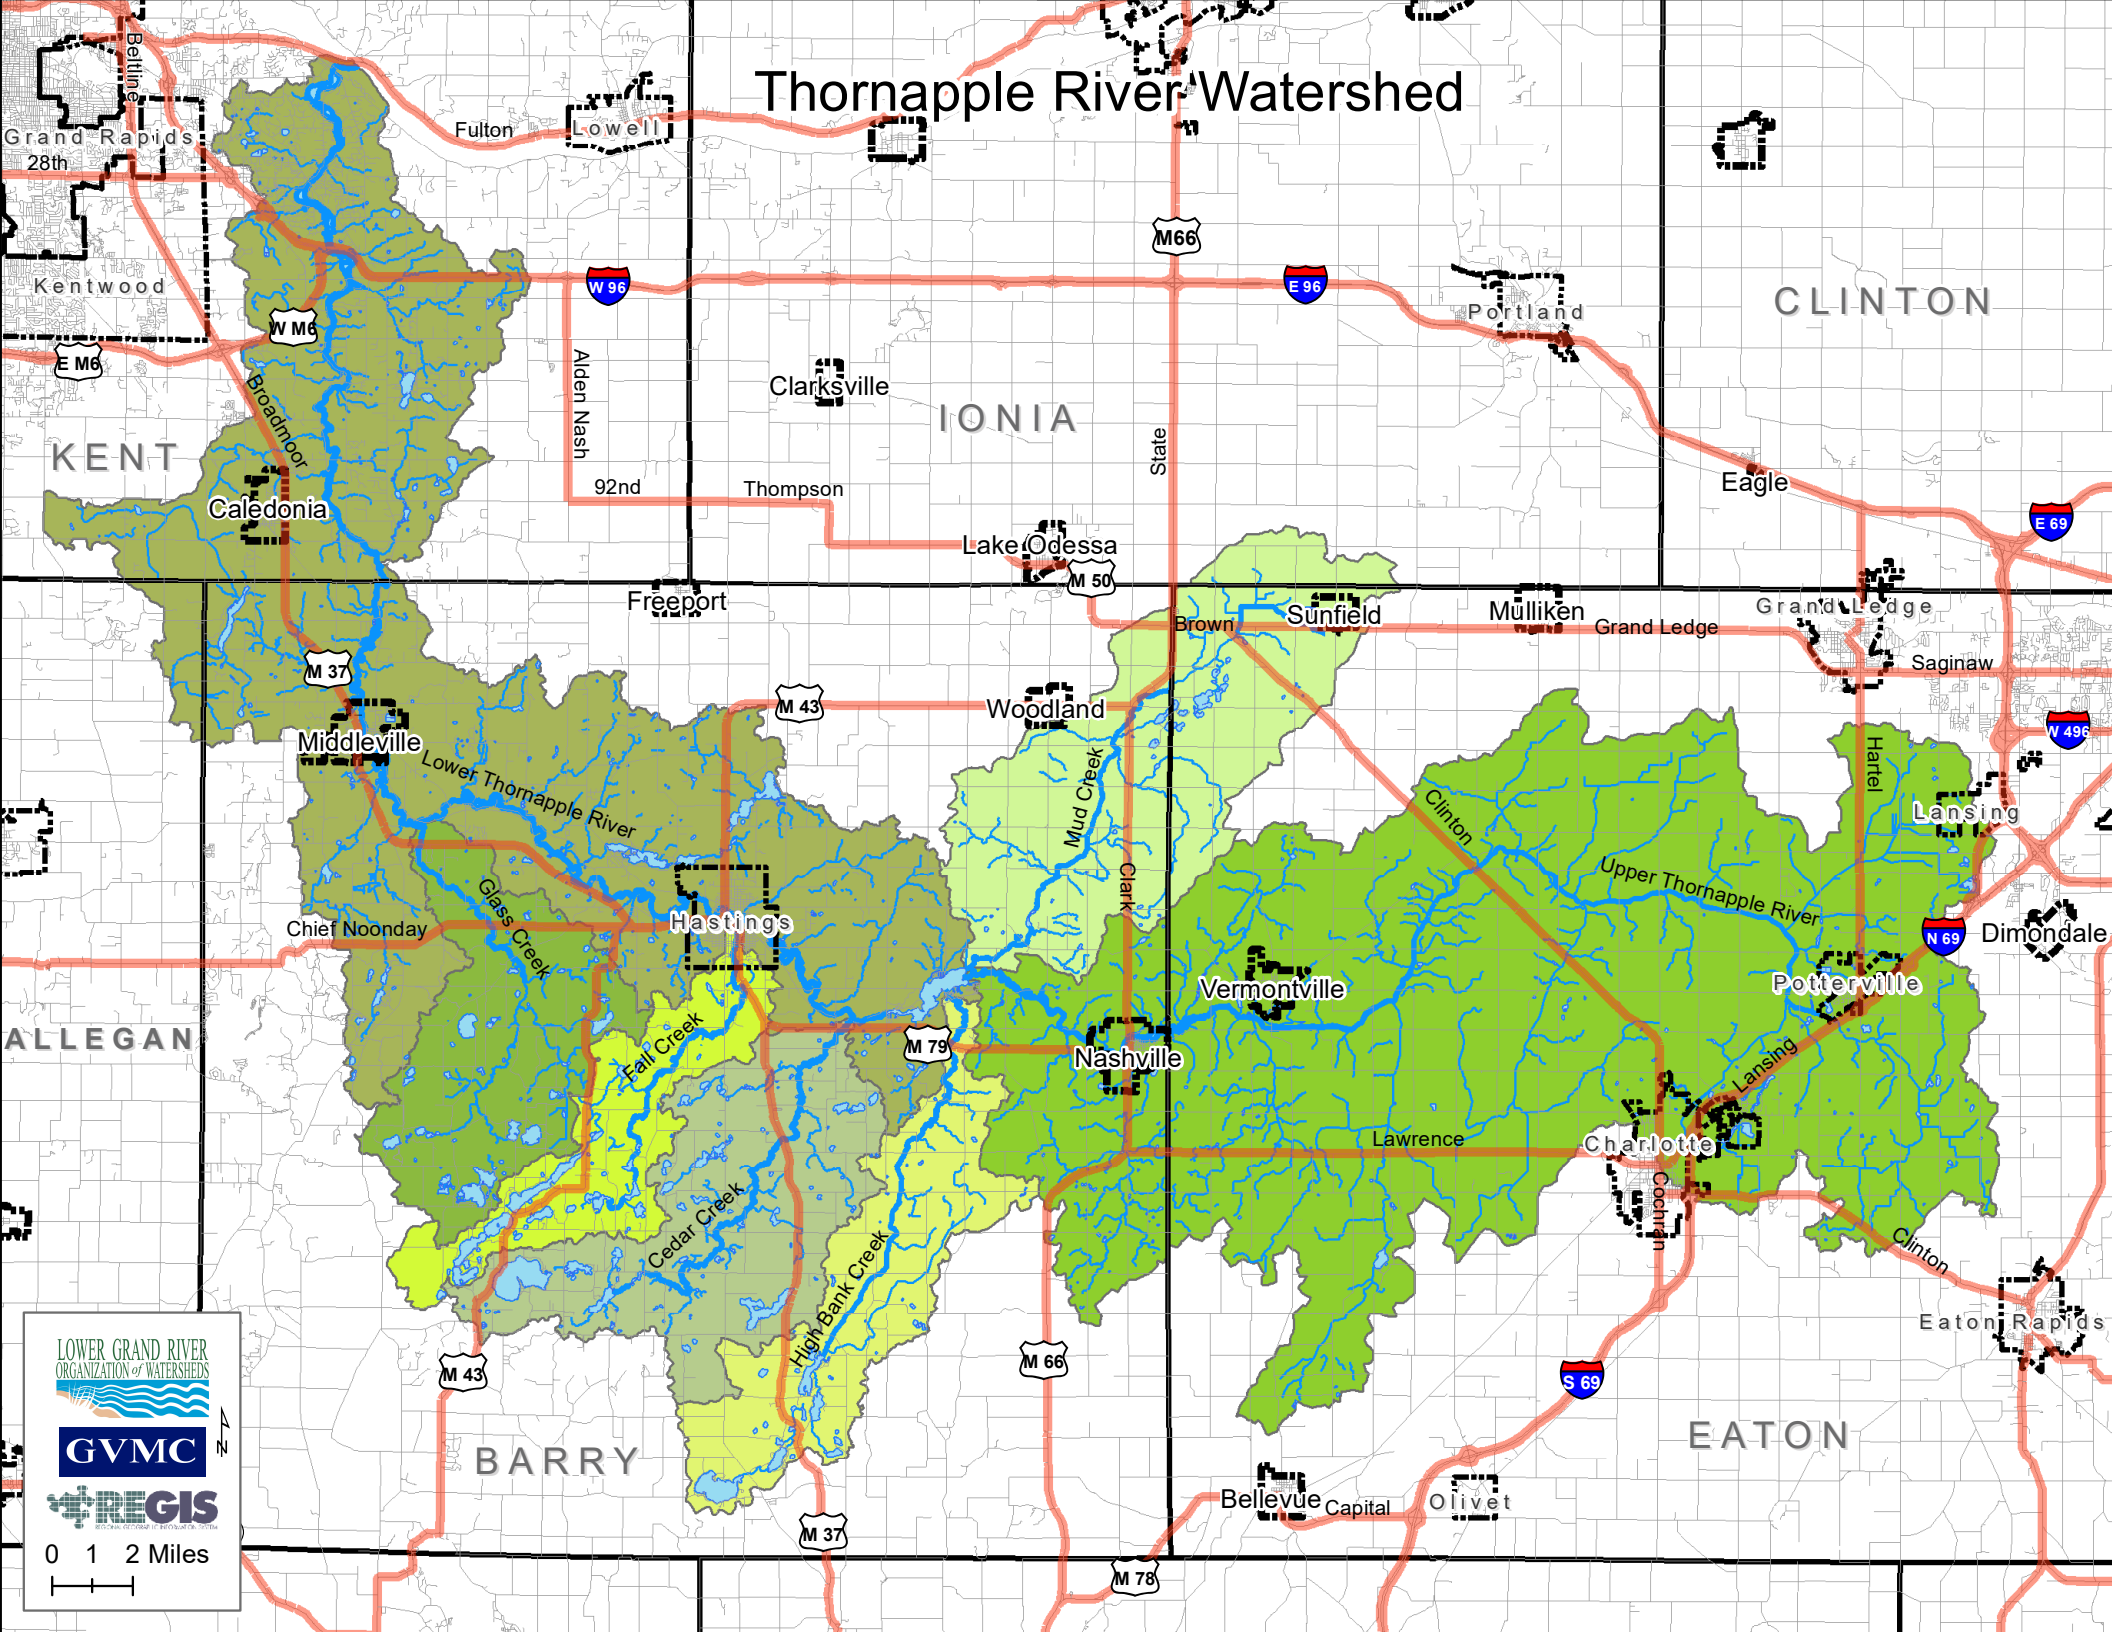 Thornapple River Watershed
Beltline
Grand Rapids
28th
Fulton
Lowell
Kentwood
M66
W 96
E 96
Portland
CLINTON
W M6
E M6
Broadmoor
Alden Nash
Clarksville
IONIA
State
KENT
Caledonia
92nd
Thompson
Eagle
E 69
Lake Odessa
M 50
Freeport
Brown
Sunfield
Mulliken
Grand Ledge
Grand Ledge
Saginaw
M 37
M 43
Woodland
W 496
Middleville
Lower Thornapple River
Mud Creek
Hartel
Clinton
Lansing
Clark
Upper Thornapple River
Glass Creek
Chief Noonday
Hastings
N 69
Dimondale
Vermontville
Potterville
ALLEGAN
Fall Creek
M 79
Nashville
Lansing
Lawrence
Charlotte
Cochran
Cedar Creek
High Bank Creek
Clinton
Eaton Rapids
M 43
M 66
S 69
BARRY
EATON
Bellevue
Capital
Olivet
M 37
M 78
LOWER GRAND RIVER
ORGANIZATION of WATERSHEDS
GVMC
N
REGIS
REGIONAL GEOGRAPHIC INFORMATION SYSTEM
0 1 2 Miles